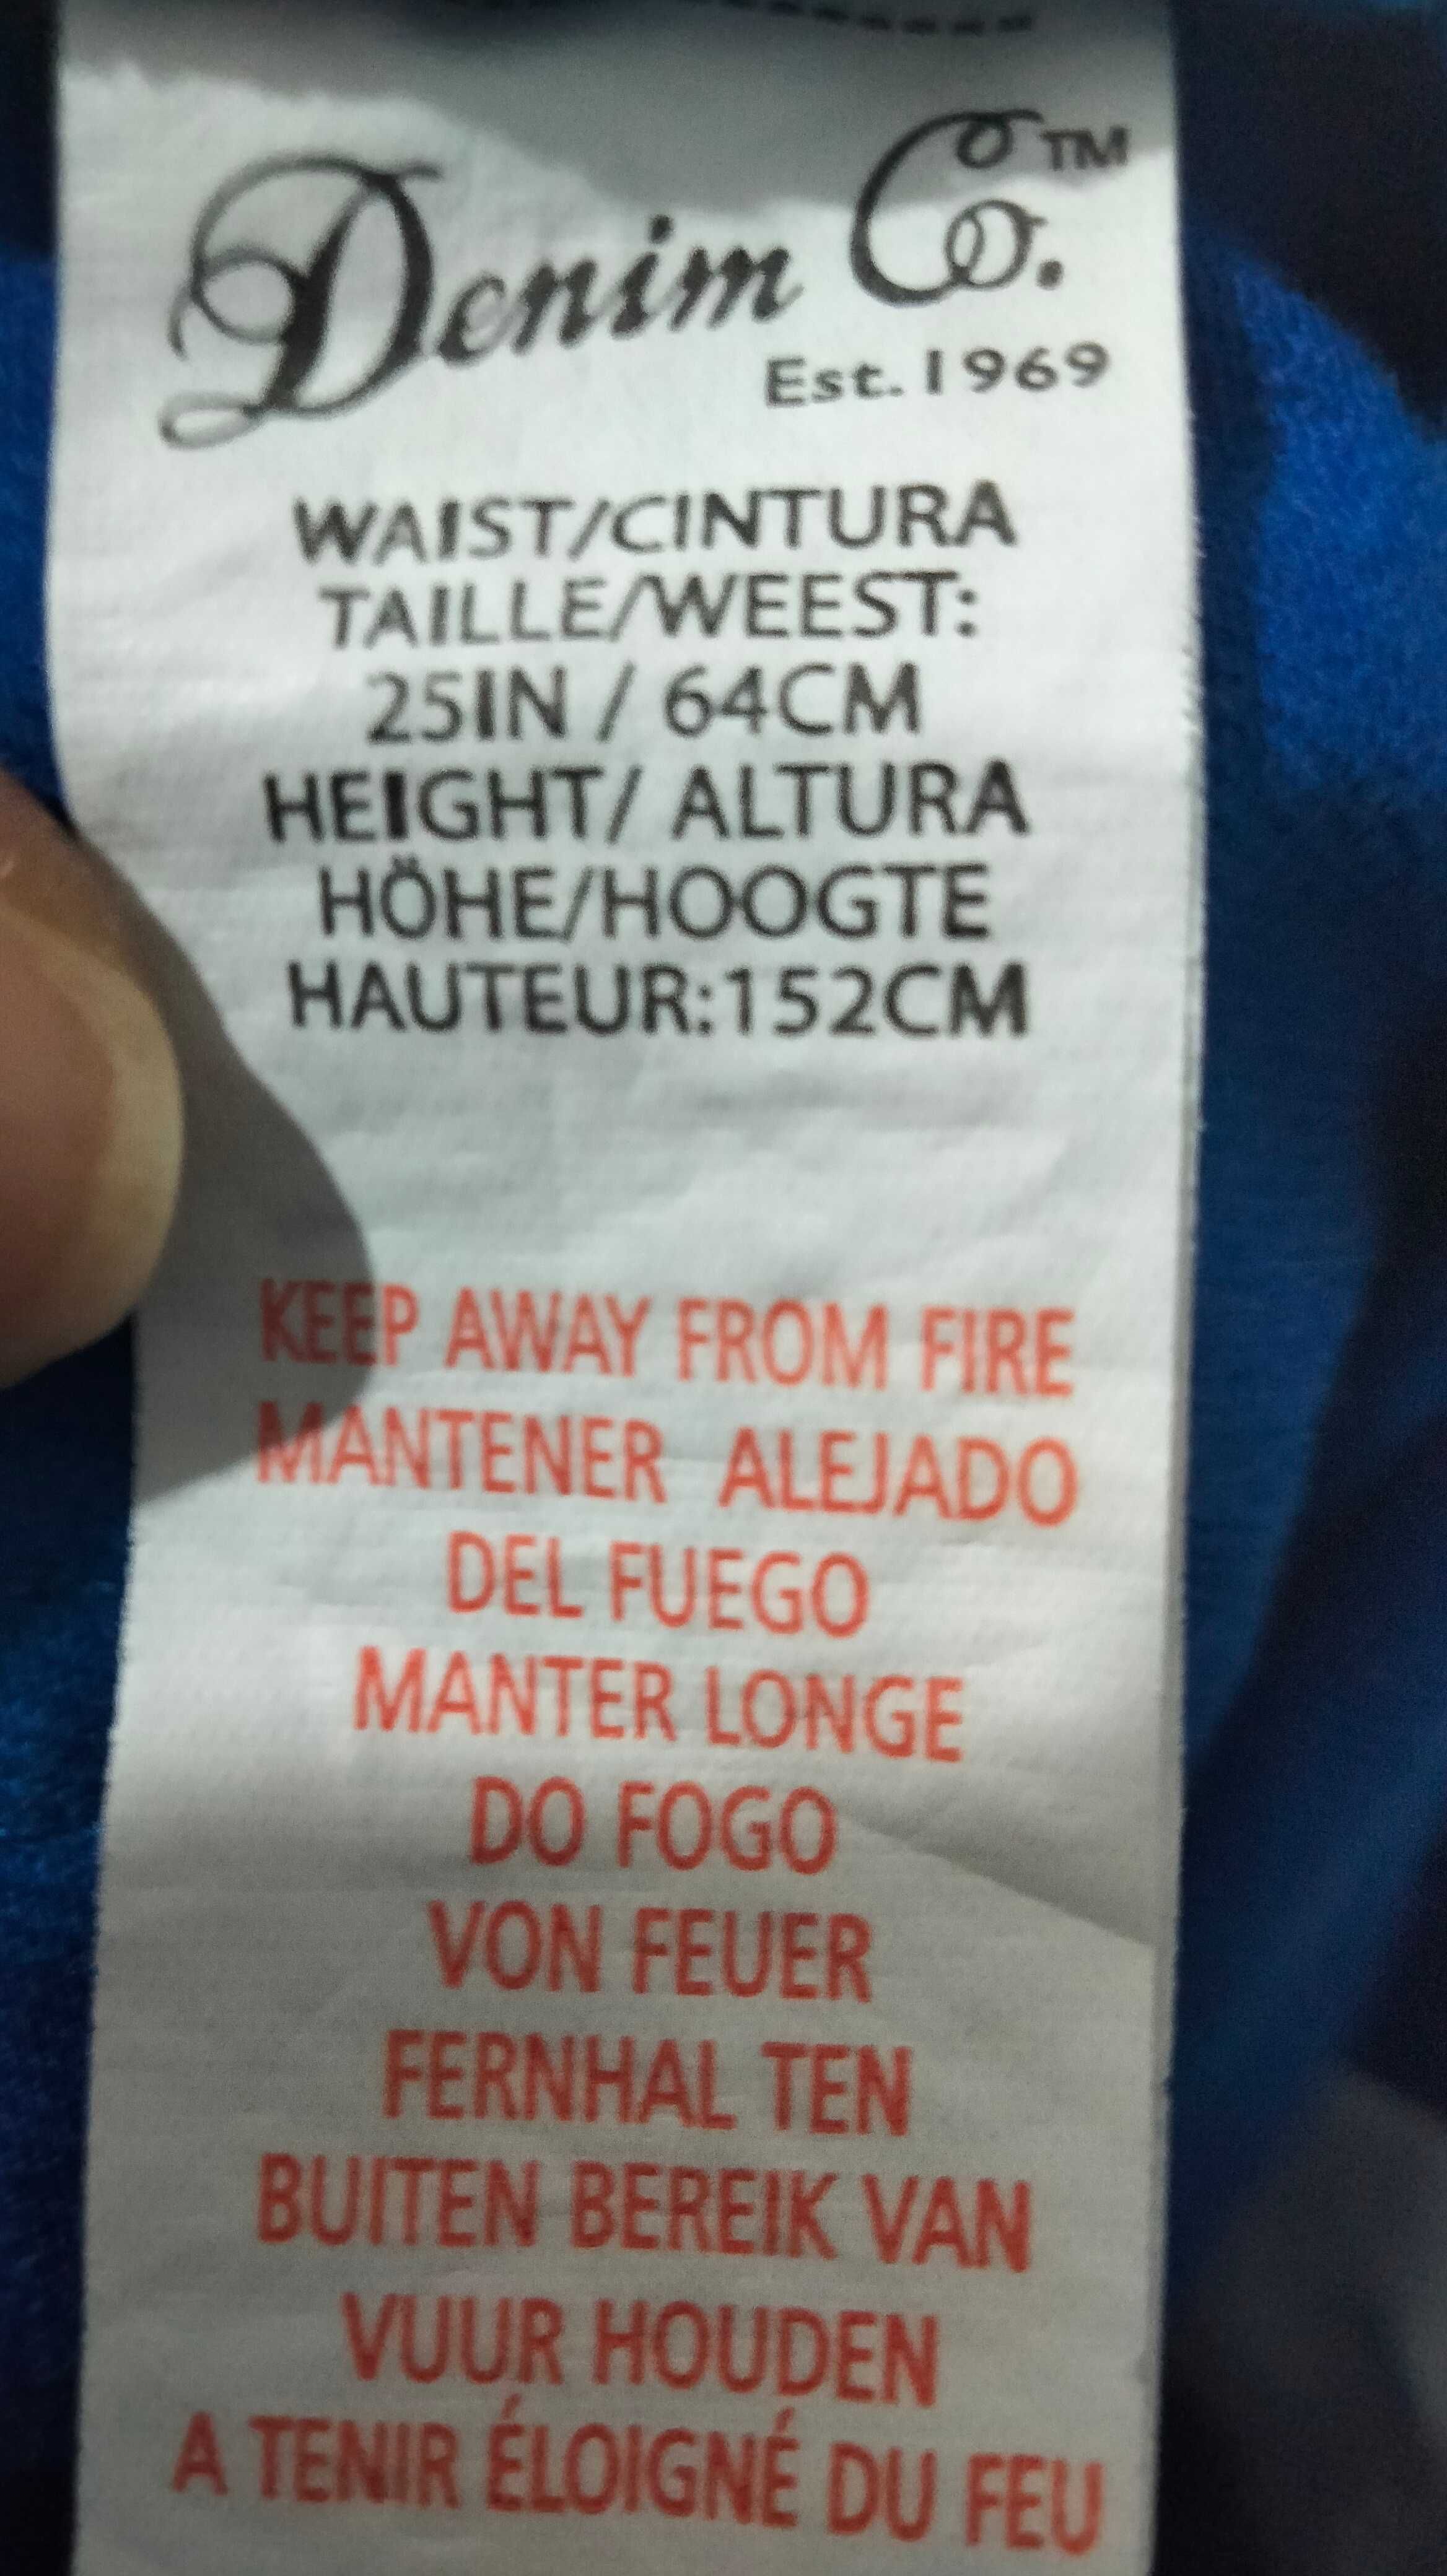 Denim Co.™
Est. 1969
WAIST/CINTURA
TAILLE/WEEST:
25IN / 64CM
HEIGHT/ ALTURA
HÖHE/HOOGTE
HAUTEUR:152CM
KEEP AWAY FROM FIRE
MANTENER ALEJADO
DEL FUEGO
MANTER LONGE
DO FOGO
VON FEUER
FERNHAL TEN
BUITEN BEREIK VAN
VUUR HOUDEN
A TENIR ÉLOIGNÉ DU FEU